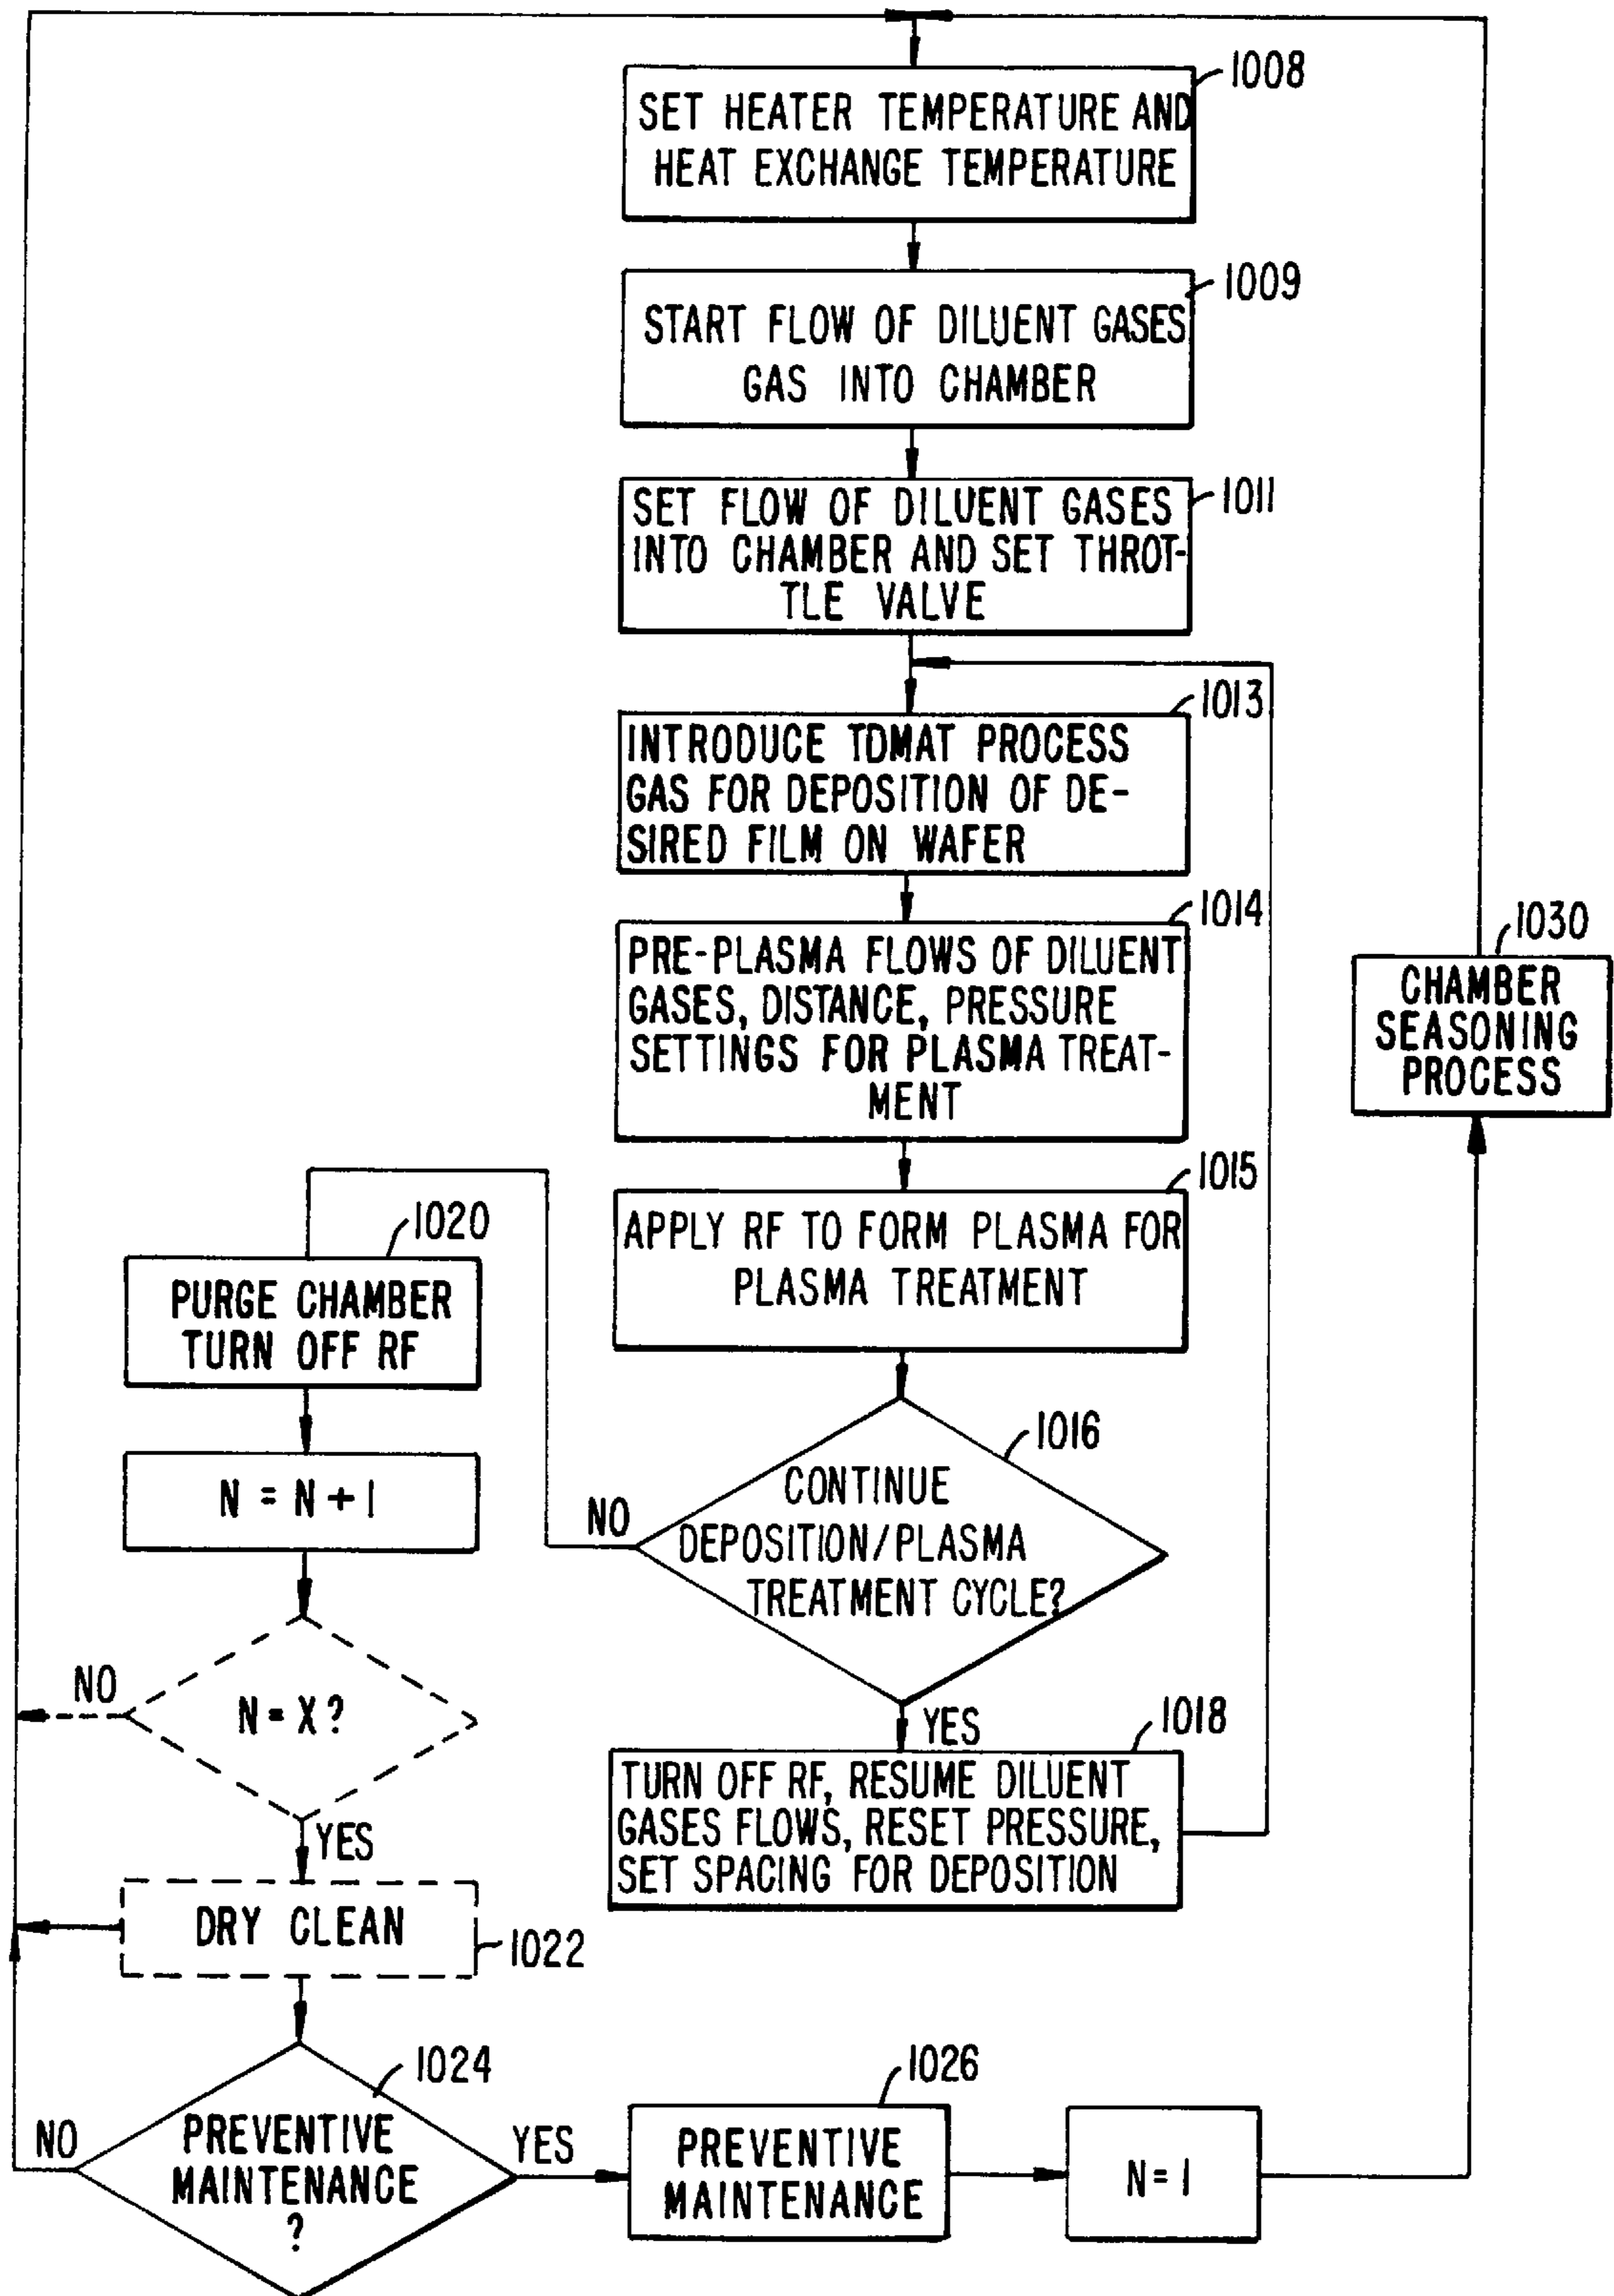 1008
SET HEATER TEMPERATURE AND
HEAT EXCHANGE TEMPERATURE
1009
START FLOW OF DILUENT GASES
GAS INTO CHAMBER
1011
SET FLOW OF DILUENT GASES
INTO CHAMBER AND SET THROT-
TLE VALVE
1013
INTRODUCE TDMAT PROCESS
GAS FOR DEPOSITION OF DE-
SIRED FILM ON WAFER
1014
PRE-PLASMA FLOWS OF DILUENT
GASES, DISTANCE, PRESSURE
SETTINGS FOR PLASMA TREAT-
MENT
1030
CHAMBER
SEASONING
PROCESS
1015
APPLY RF TO FORM PLASMA FOR
PLASMA TREATMENT
1016
CONTINUE
DEPOSITION/PLASMA
TREATMENT CYCLE?
NO
YES
1018
TURN OFF RF, RESUME DILUENT
GASES FLOWS, RESET PRESSURE,
SET SPACING FOR DEPOSITION
1020
PURGE CHAMBER
TURN OFF RF
N = N + 1
N = X ?
NO
YES
DRY CLEAN
1022
1024
PREVENTIVE
MAINTENANCE
?
NO
YES
1026
PREVENTIVE
MAINTENANCE
N = 1